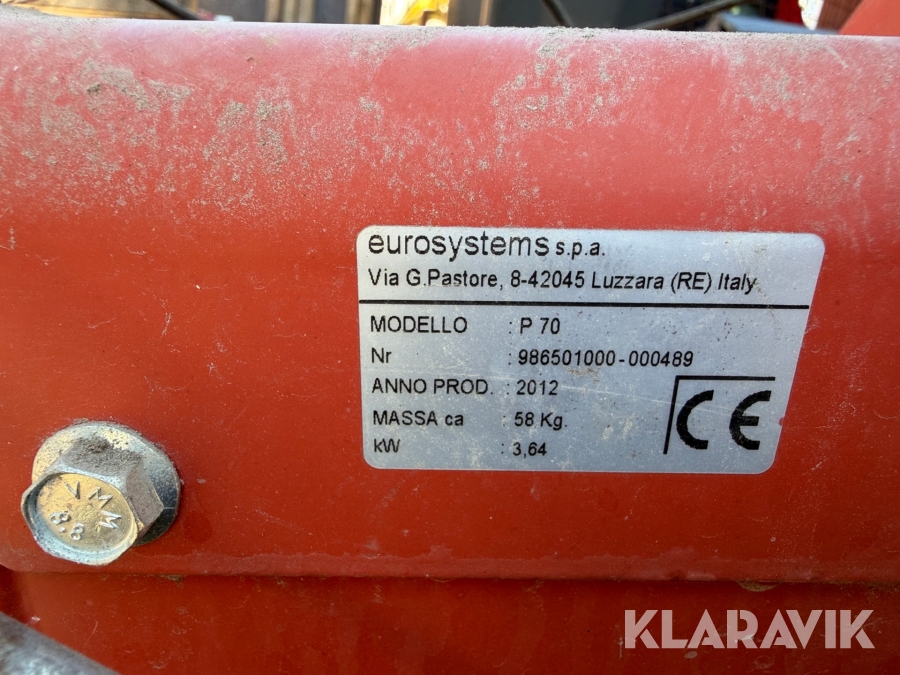 eurosystems s.p.a.
Via G.Pastore, 8-42045 Luzzara (RE) Italy
MODELLO : P 70
Nr : 986501000-000489
ANNO PROD. : 2012
MASSA ca : 58 Kg.
kW : 3,64
CE
VMM
8.8
KLARAVIK